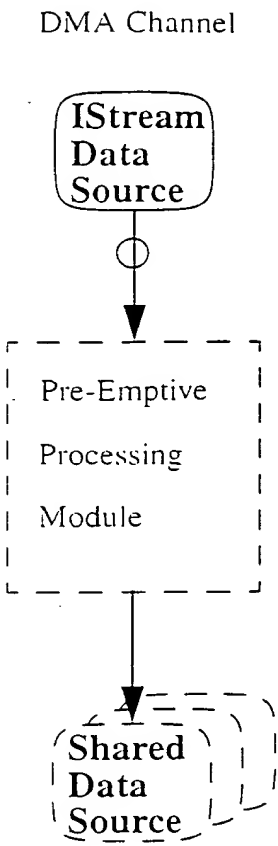 DMA Channel
IStream
Data
Source
Pre-Emptive
Processing
Module
Shared
Data
Source